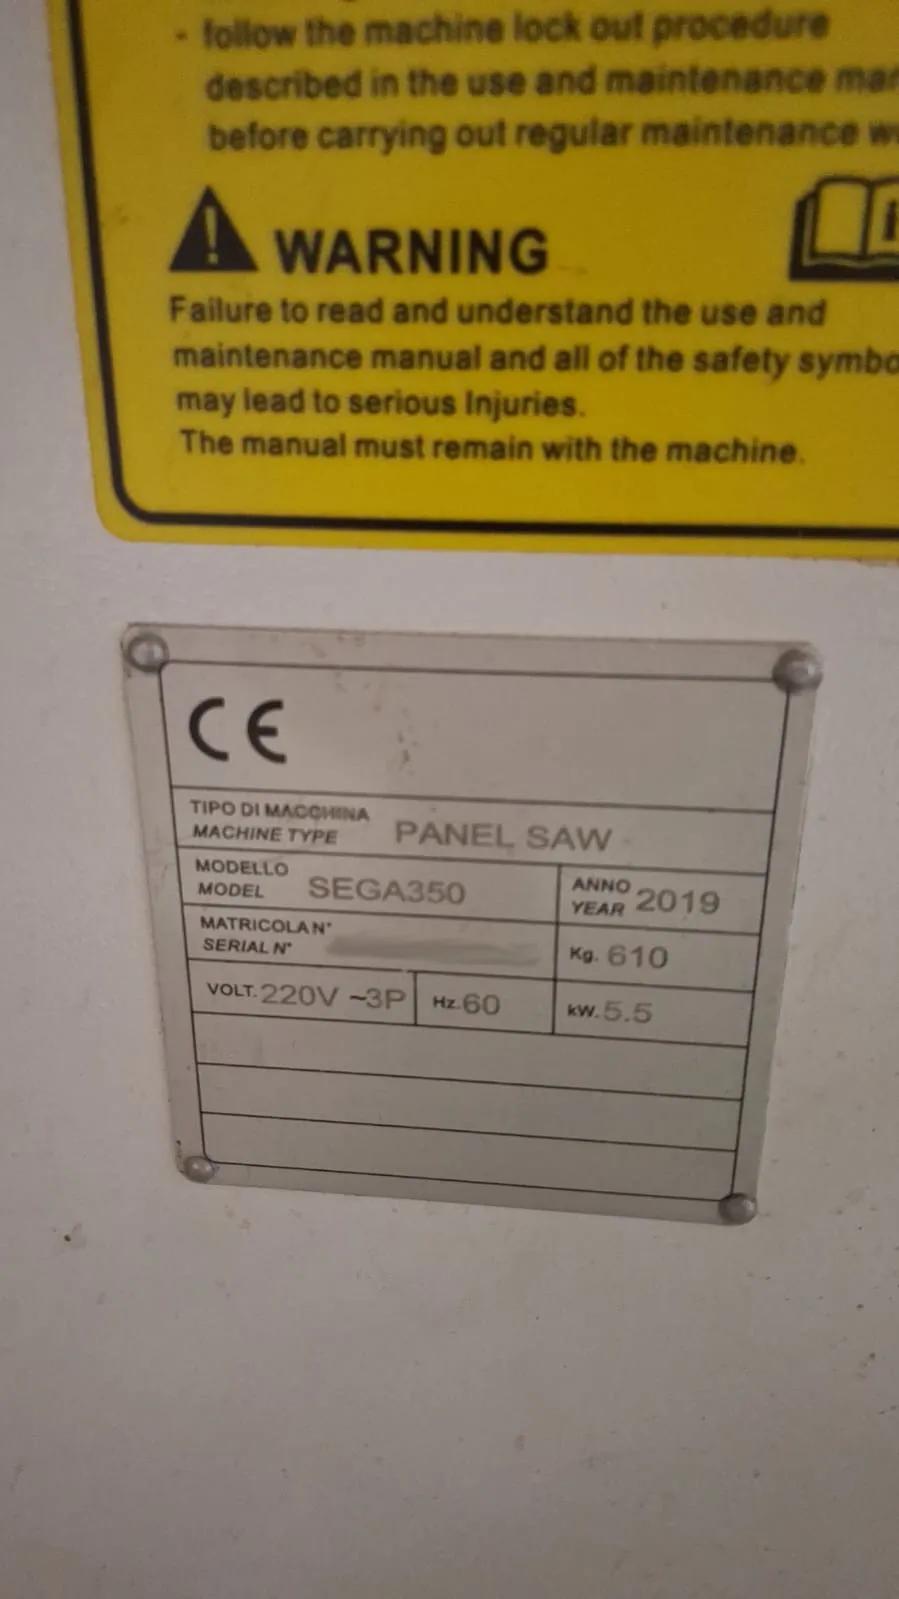 - follow the machine lock out procedure
described in the use and maintenance
before carrying out regular maintenance
WARNING
Failure to read and understand the use and
maintenance manual and all of the safety
may lead to serious Injuries.
The manual must remain with the machine.
CE
TIPO DI MACCHINA
MACHINE TYPE PANEL SAW
MODELLO
MODEL SEGA350
ANNO
YEAR 2019
MATRICOLA N°
SERIAL N°
Kg. 610
VOLT. 220V ~3P
Hz. 60
kW. 5.5